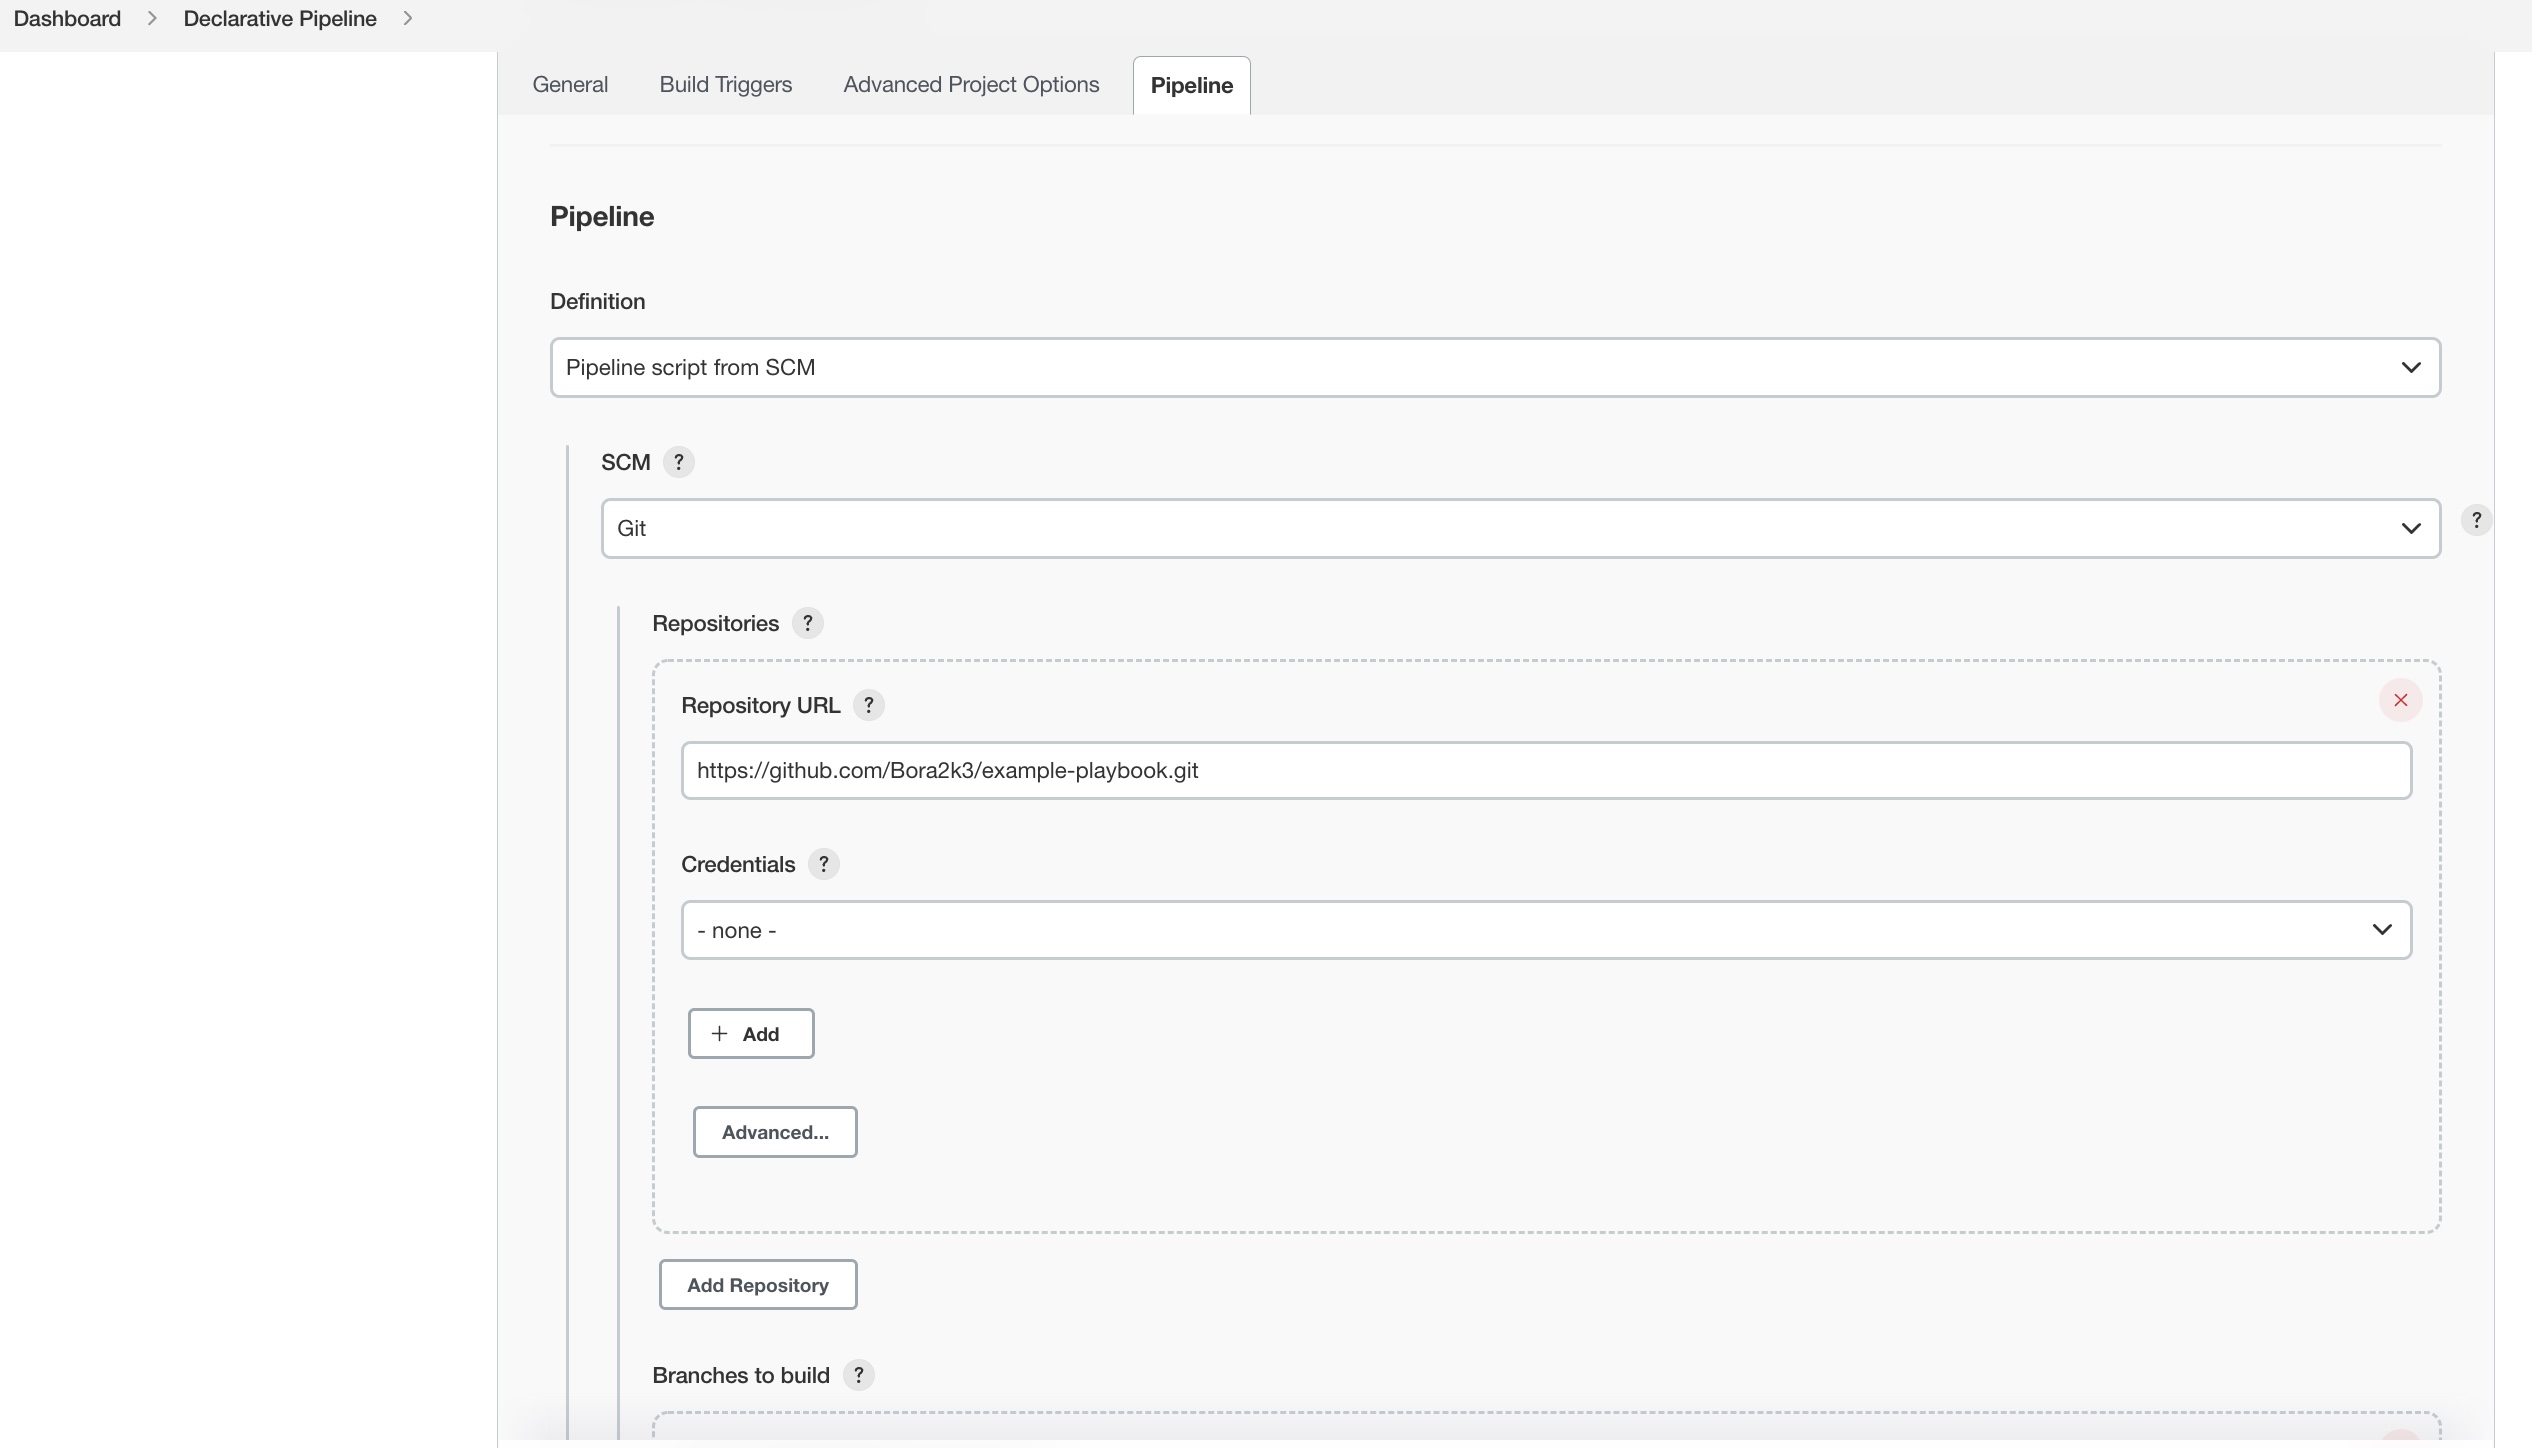 Dashboard > Declarative Pipeline >
General Build Triggers Advanced Project Options Pipeline
Pipeline
Definition
Pipeline script from SCM
SCM ?
Git
?
Repositories ?
Repository URL ?
https://github.com/Bora2k3/example-playbook.git
Credentials ?
- none -
+ Add
Advanced...
Add Repository
Branches to build ?